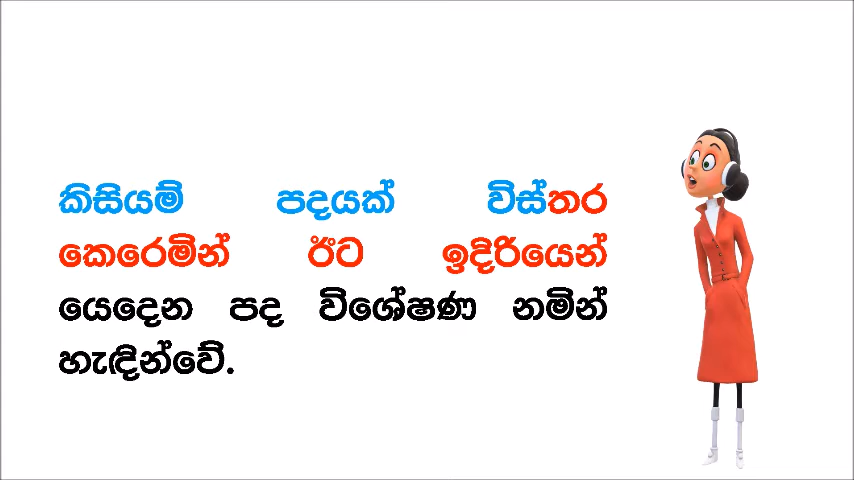 කිසියම් පදයක් විස්තර
කෙරෙමින් ඊට ඉදිරියෙන්
යෙදෙන පද විශේෂණ නමින්
හැඳින්වේ.